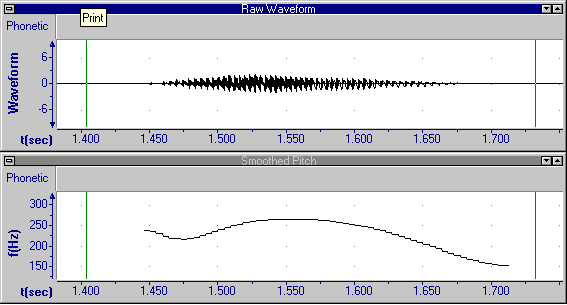 Raw Waveform
Phonetic
Print
Waveform
6
0
-6
t(sec) 1.400 1.450 1.500 1.550 1.600 1.650 1.700
Smoothed Pitch
Phonetic
f(Hz)
300
250
200
150
t(sec) 1.400 1.450 1.500 1.550 1.600 1.650 1.700